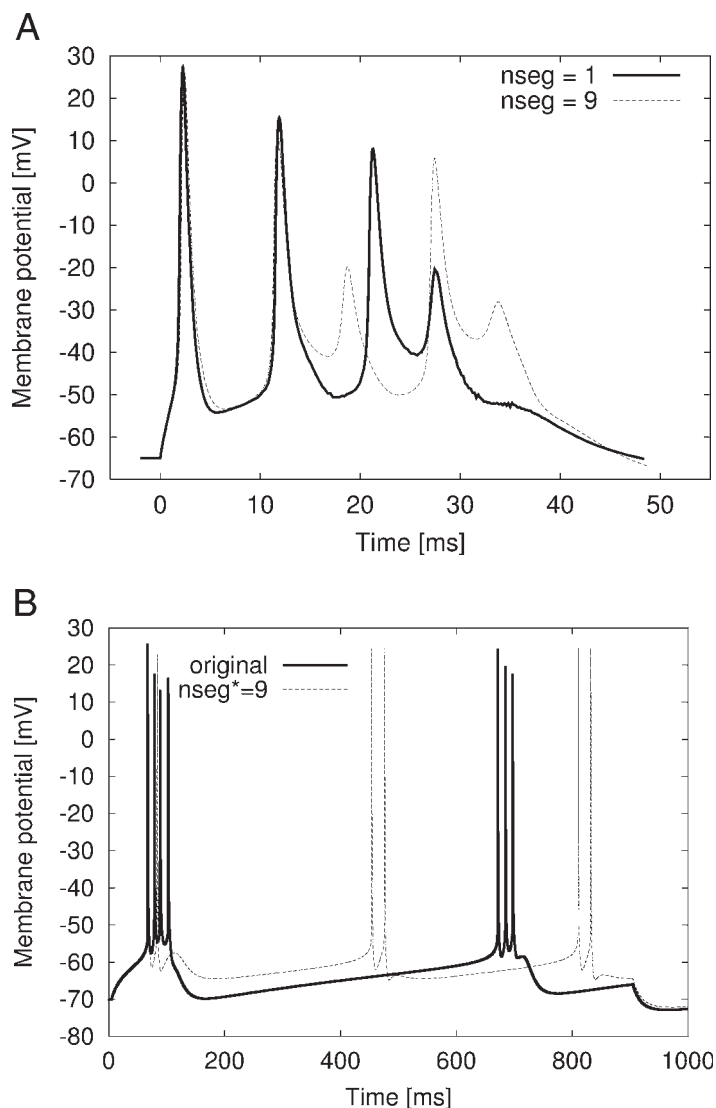 A
30
20
10
0
-10
-20
-30
-40
-50
-60
-70
Membrane potential [mV]
nseg = 1
nseg = 9
0 10 20 30 40 50
Time [ms]
B
30
20
10
0
-10
-20
-30
-40
-50
-60
-70
-80
Membrane potential [mV]
original
nseg*=9
0 200 400 600 800 1000
Time [ms]